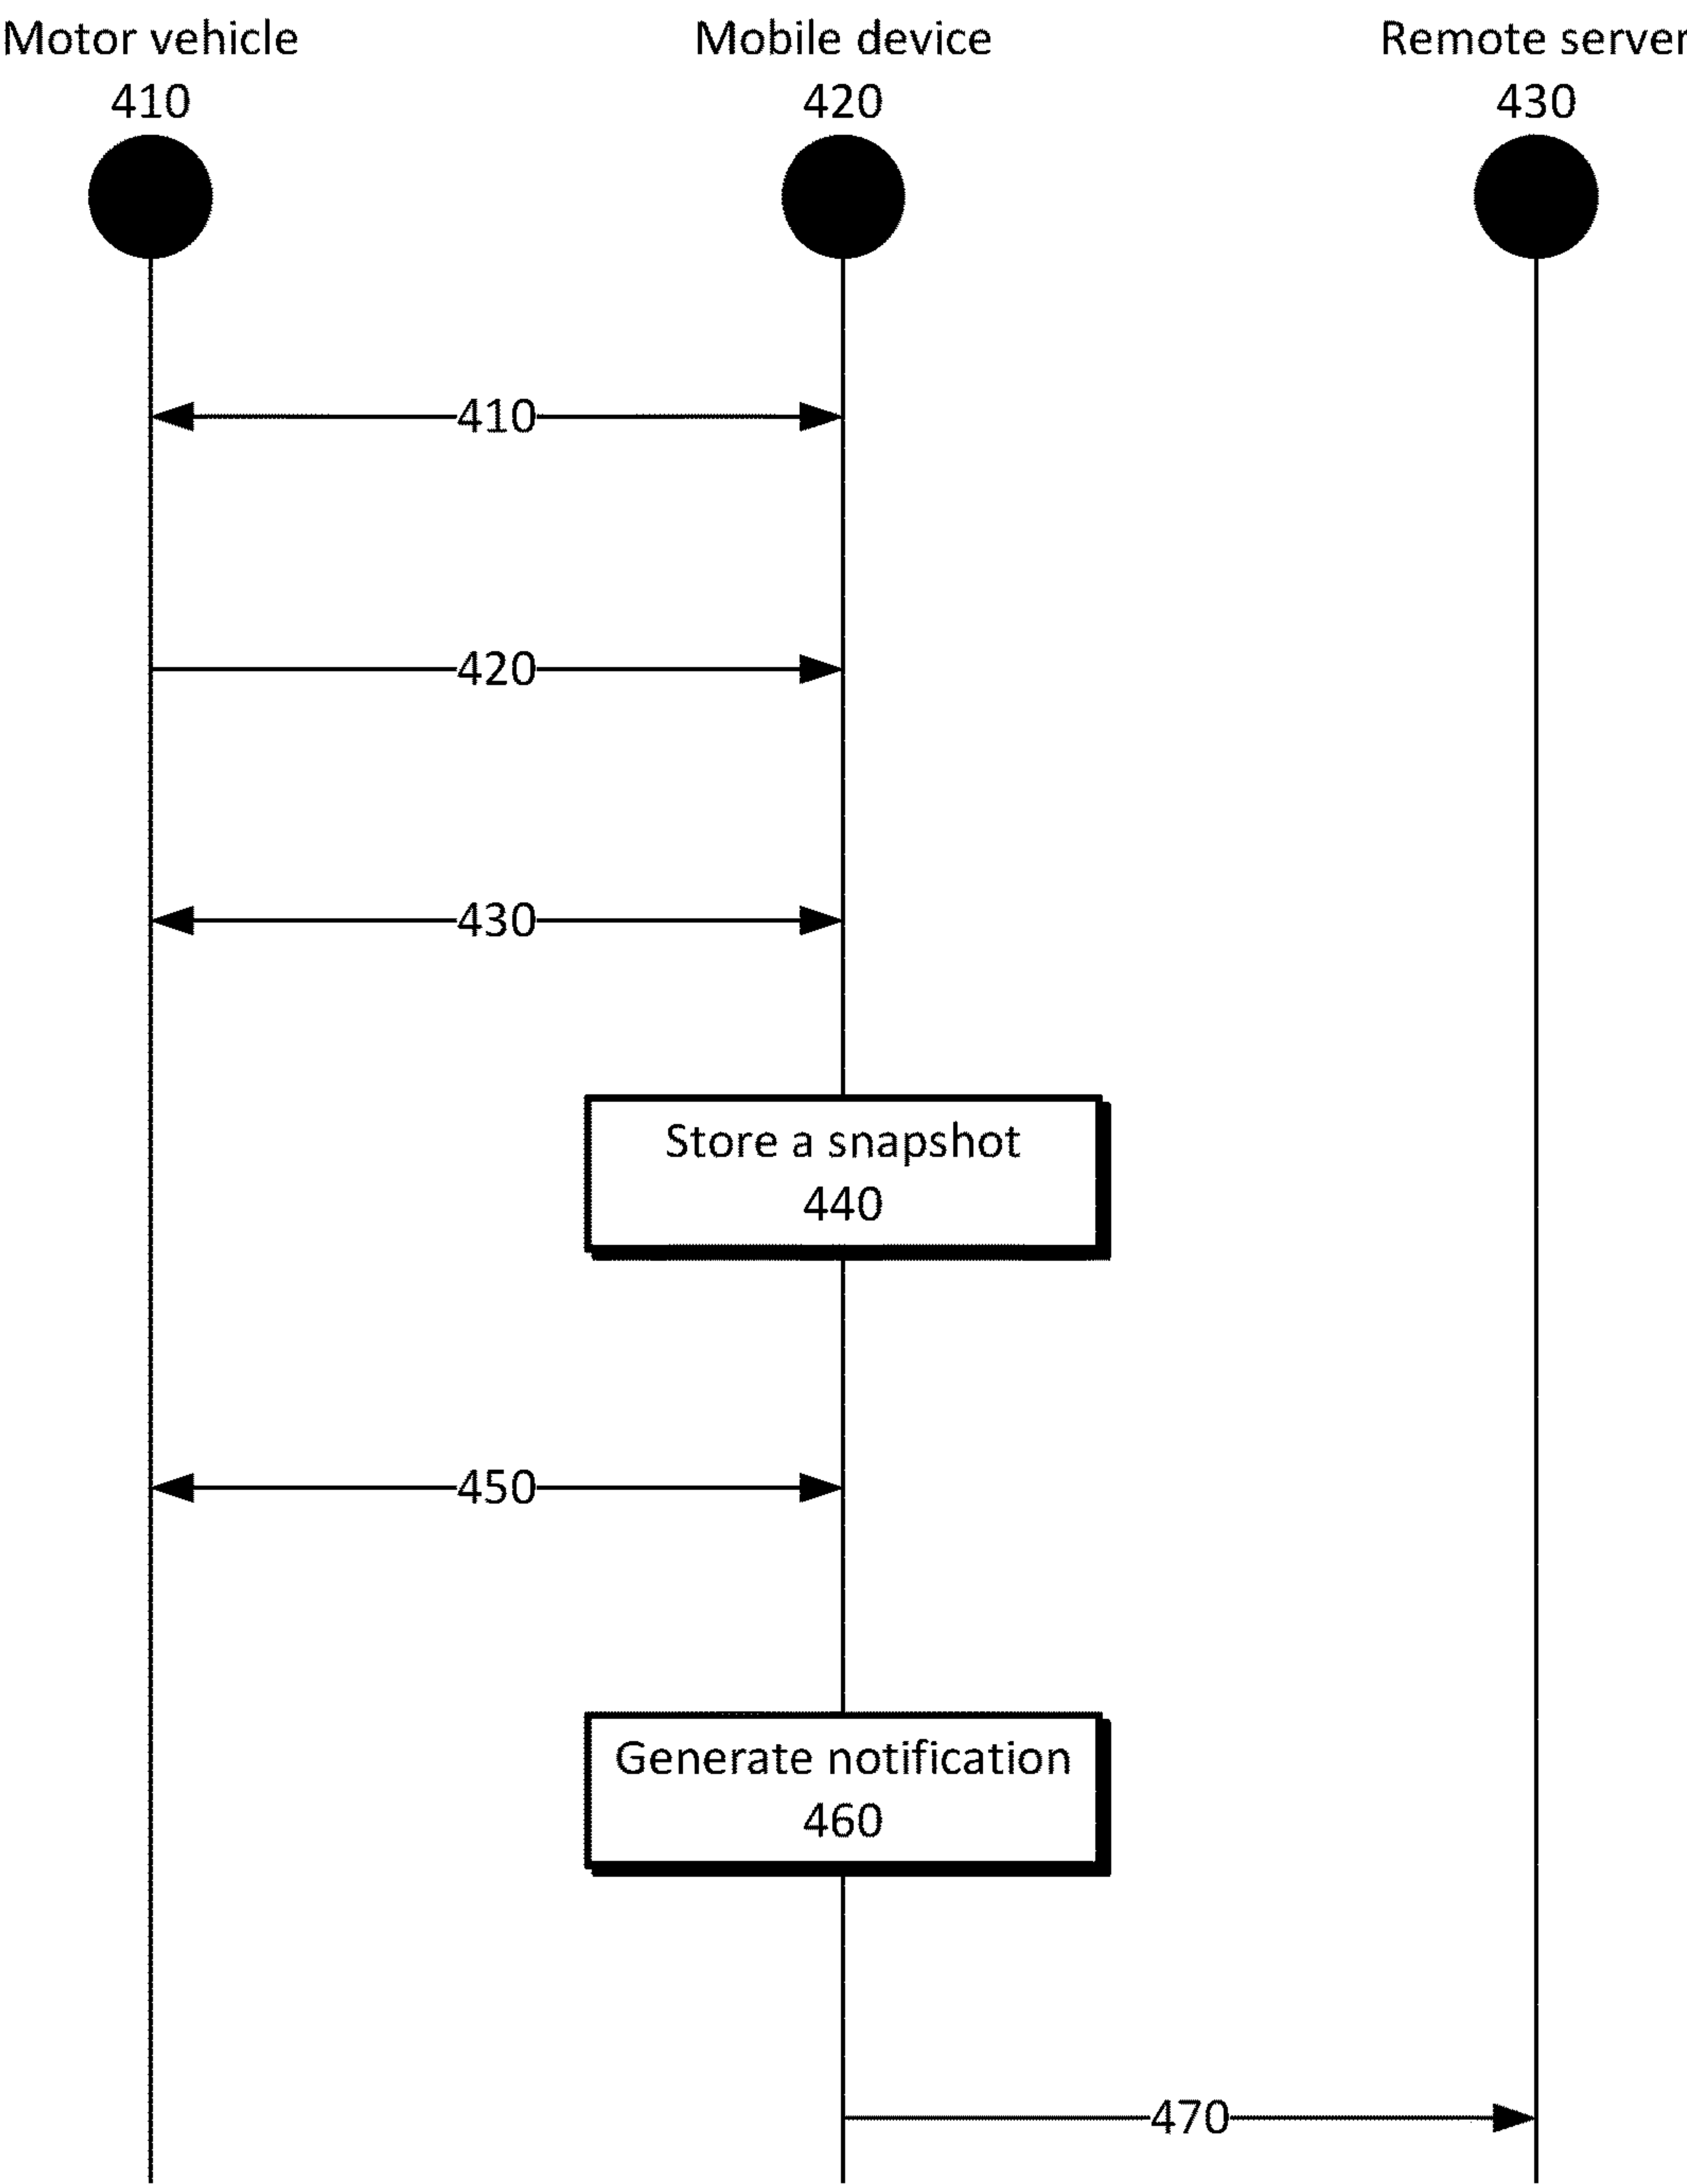 Motor vehicle
410
Mobile device
420
Remote server
430
410
420
430
Store a snapshot
440
450
Generate notification
460
470